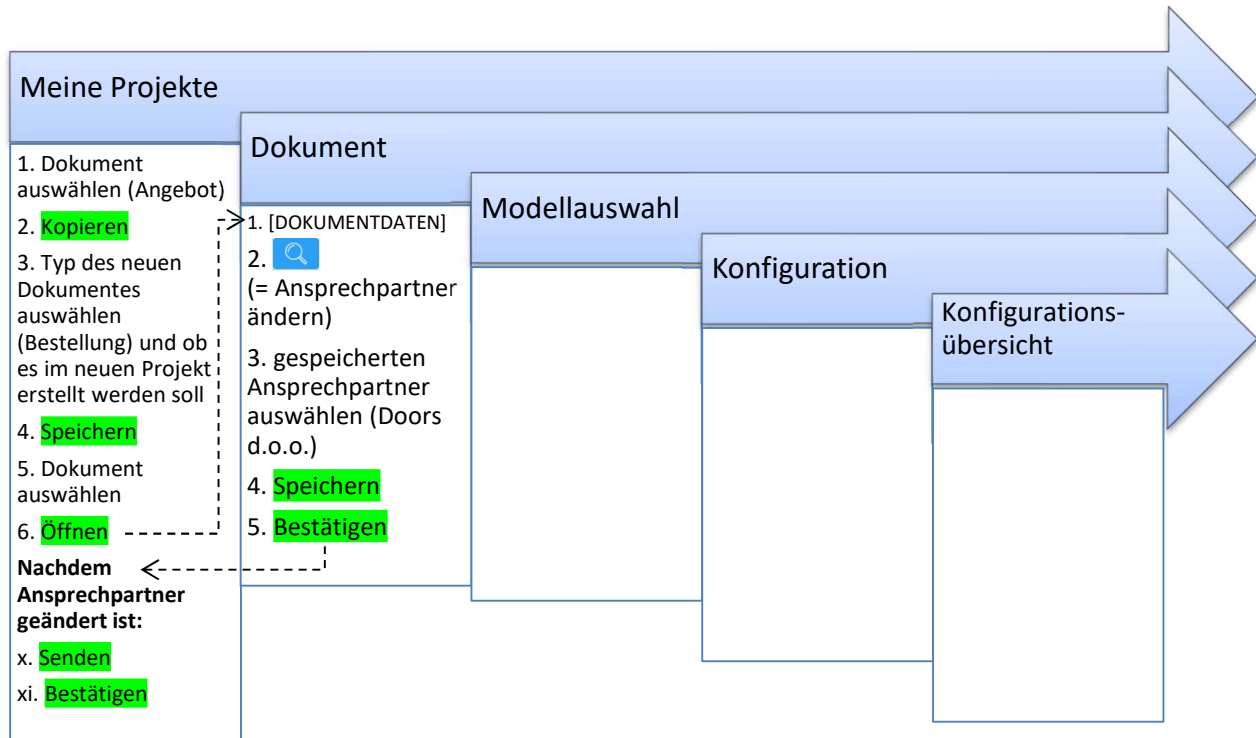 Meine Projekte
1. Dokument
auswählen (Angebot)
2. Kopieren
3. Typ des neuen
Dokumentes
auswählen
(Bestellung) und ob
es im neuen Projekt
erstellt werden soll
4. Speichern
5. Dokument
auswählen
6. Öffnen
Nachdem
Ansprechpartner
geändert ist:
x. Senden
xi. Bestätigen
Dokument
1. [DOKUMENTDATEN]
2.
(= Ansprechpartner
ändern)
3. gespeicherten
Ansprechpartner
auswählen (Doors
d.o.o.)
4. Speichern
5. Bestätigen
Modellauswahl
Konfiguration
Konfigurations-
übersicht